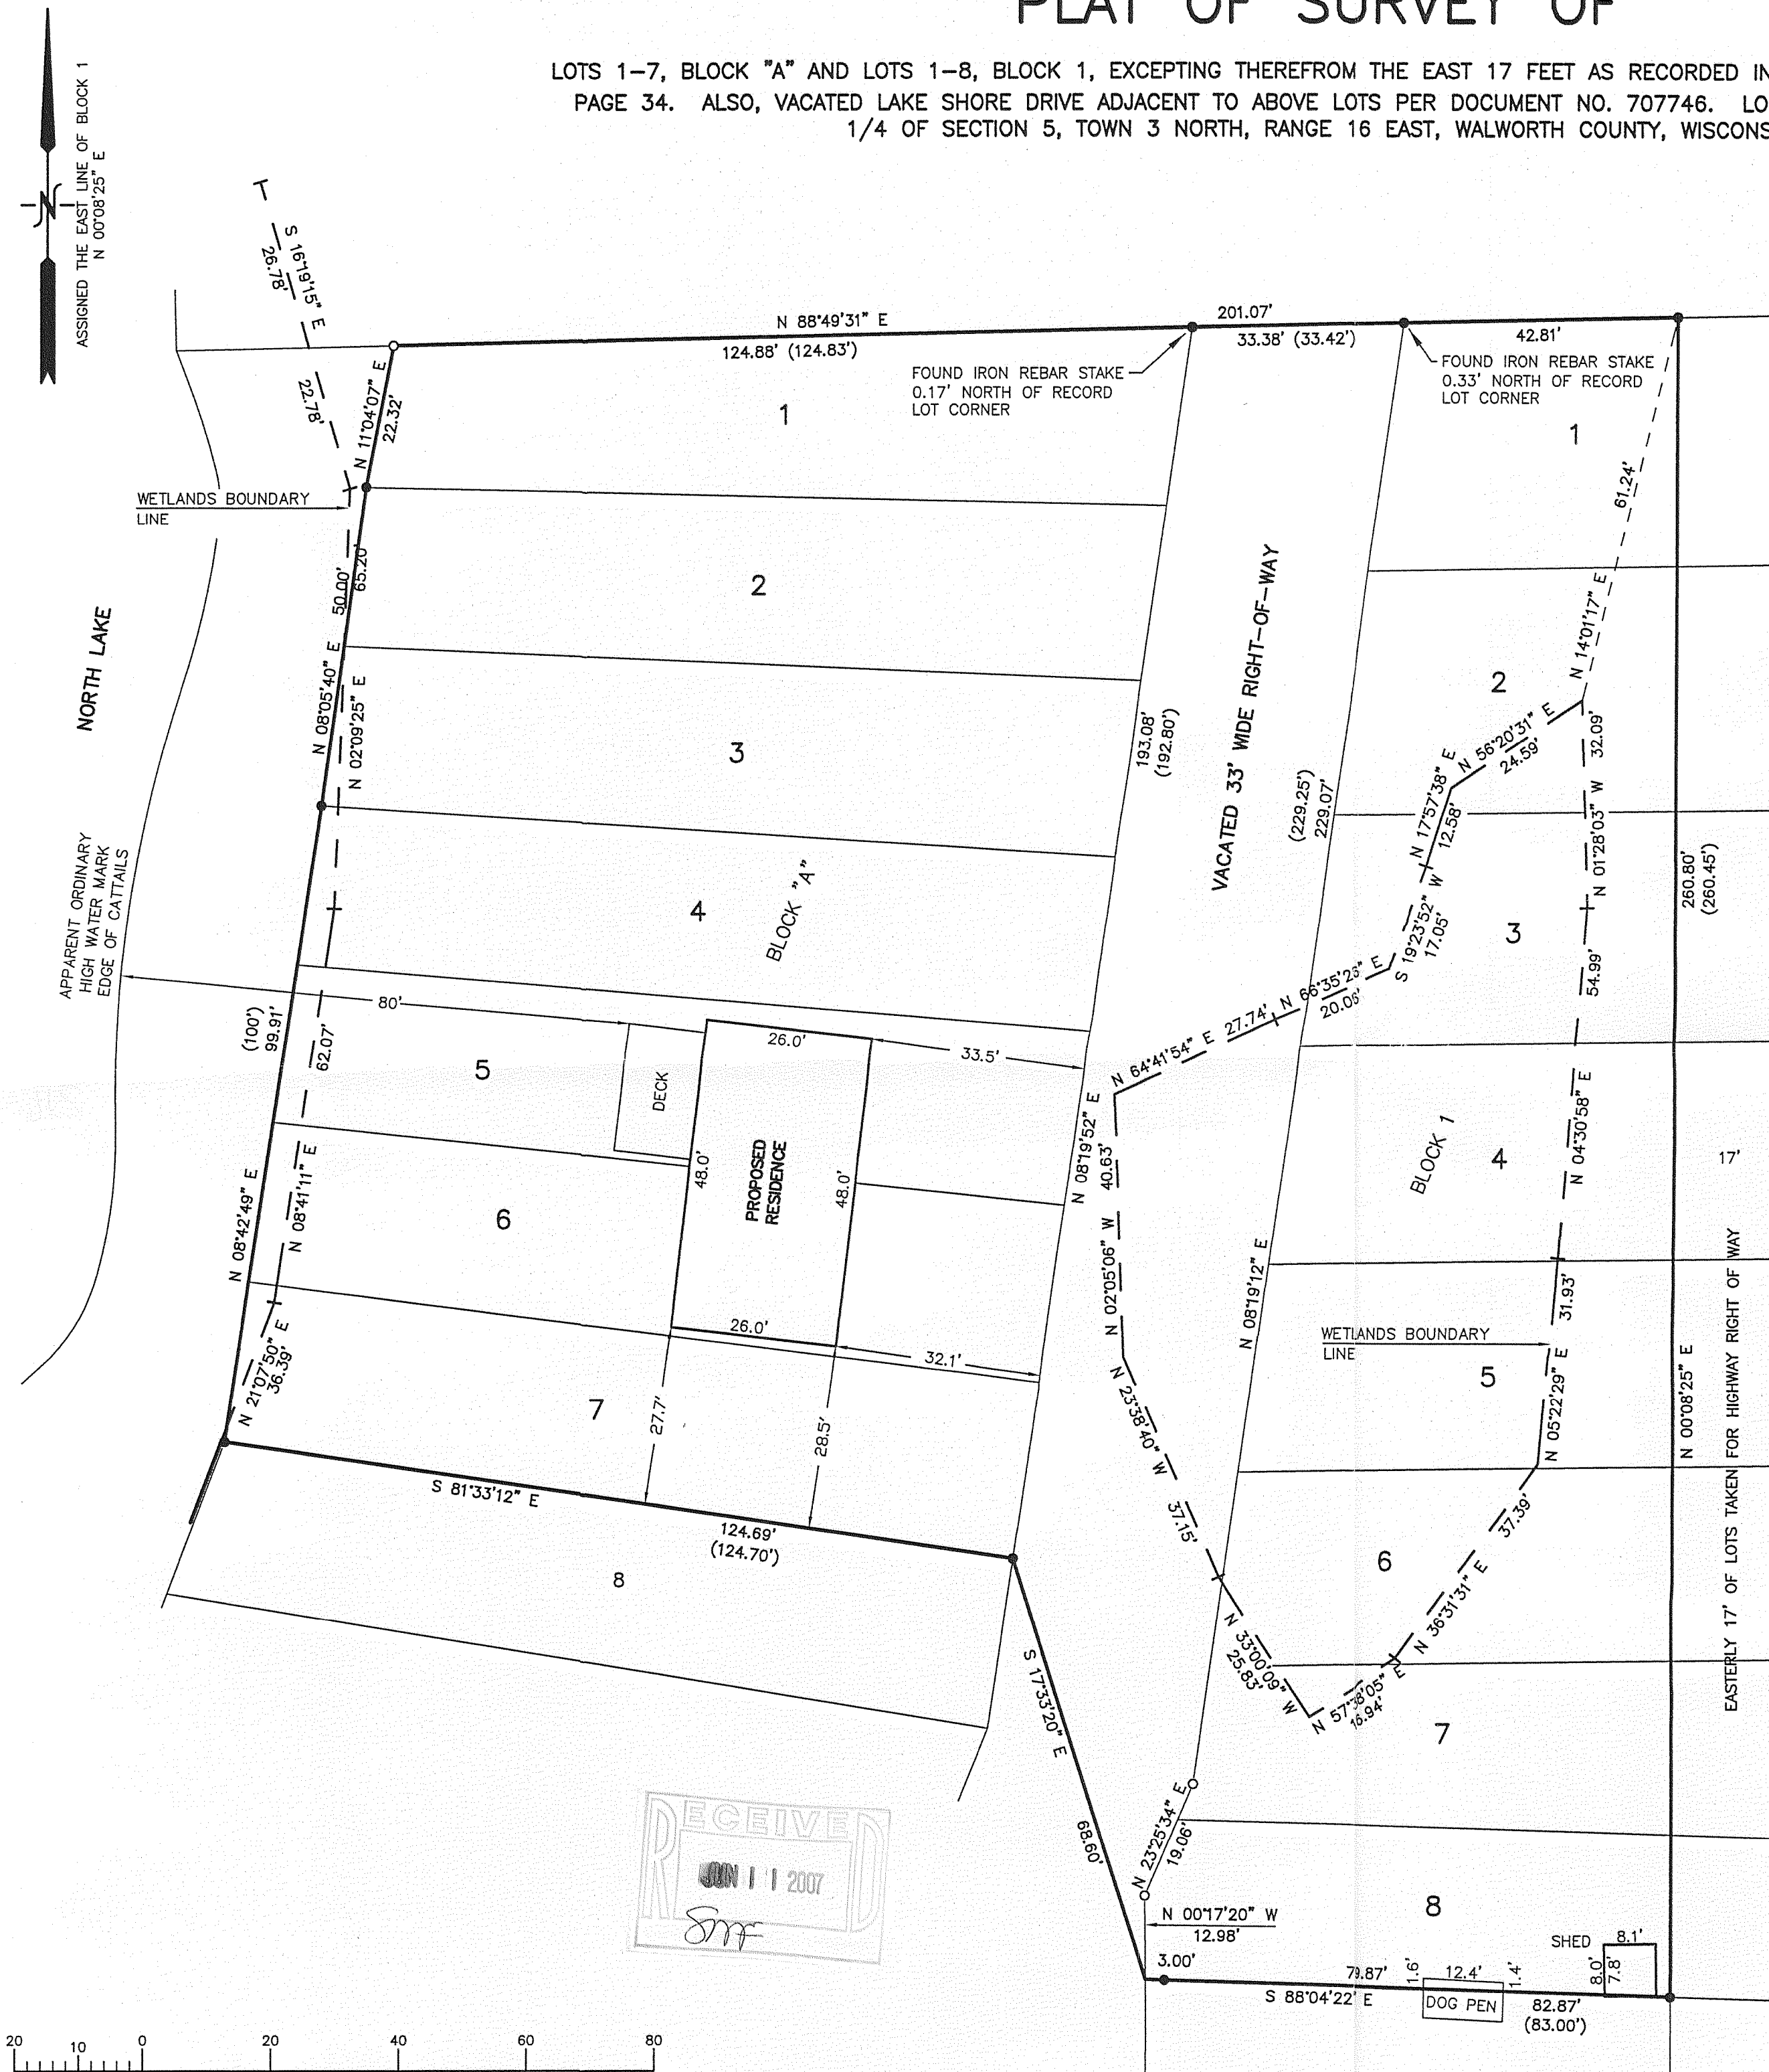 PLAT OF SURVEY OF
LOTS 1-7, BLOCK "A" AND LOTS 1-8, BLOCK 1, EXCEPTING THEREFROM THE EAST 17 FEET AS RECORDED IN
PAGE 34. ALSO, VACATED LAKE SHORE DRIVE ADJACENT TO ABOVE LOTS PER DOCUMENT NO. 707746. LO
1/4 OF SECTION 5, TOWN 3 NORTH, RANGE 16 EAST, WALWORTH COUNTY, WISCONS
N
ASSIGNED THE EAST LINE OF BLOCK 1
N 00°08'25" E
S 16°19'15" E
26.78'
22.78'
N 88°49'31" E
124.88' (124.83')
201.07'
33.38' (33.42')
42.81'
FOUND IRON REBAR STAKE
0.17' NORTH OF RECORD
LOT CORNER
FOUND IRON REBAR STAKE
0.33' NORTH OF RECORD
LOT CORNER
N 11°04'07" E
22.32'
1
1
61.24'
WETLANDS BOUNDARY
LINE
50.00'
65.20'
2
VACATED 33' WIDE RIGHT-OF-WAY
N 14°01'17" E
2
NORTH LAKE
N 08°05'40" E
N 02°09'25" E
3
193.08'
(192.80')
(229.25')
229.07'
N 56°20'31" E
24.59'
N 17°57'38" E
12.58'
32.09'
N 01°28'03" W
260.80'
(260.45')
APPARENT ORDINARY
HIGH WATER MARK
EDGE OF CATTAILS
4
BLOCK "A"
S 19°23'52" W
17.05'
3
54.99'
N 66°35'26" E
20.06'
N 64°41'54" E 27.74'
80'
(100')
99.91'
62.07'
5
DECK
26.0'
33.5'
48.0'
PROPOSED
RESIDENCE
48.0'
N 08°19'52" E
40.63'
N 02°05'06" W
BLOCK 1
4
N 04°30'58" E
17'
N 08°42'49" E
N 08°41'11" E
6
N 08°19'12" E
31.93'
26.0'
32.1'
WETLANDS BOUNDARY
LINE
5
N 05°22'29" E
N 00°08'25" E
EASTERLY 17' OF LOTS TAKEN FOR HIGHWAY RIGHT OF WAY
N 21°07'50" E
36.39'
7
27.7'
28.5'
N 23°38'40" W
37.15'
S 81°33'12" E
124.69'
(124.70')
8
6
37.39'
N 36°31'31" E
N 33°00'09" W
25.83'
N 57°38'05" E
16.94'
7
S 17°33'20" E
68.60'
N 23°25'34" E
19.06'
RECEIVED
JUN 11 2007
N 00°17'20" W
12.98'
8
SHED
8.1'
8.0'
7.8'
3.00'
79.87'
1.6'
12.4'
1.4'
S 88°04'22" E
DOG PEN
82.87'
(83.00')
20 10 0 20 40 60 80